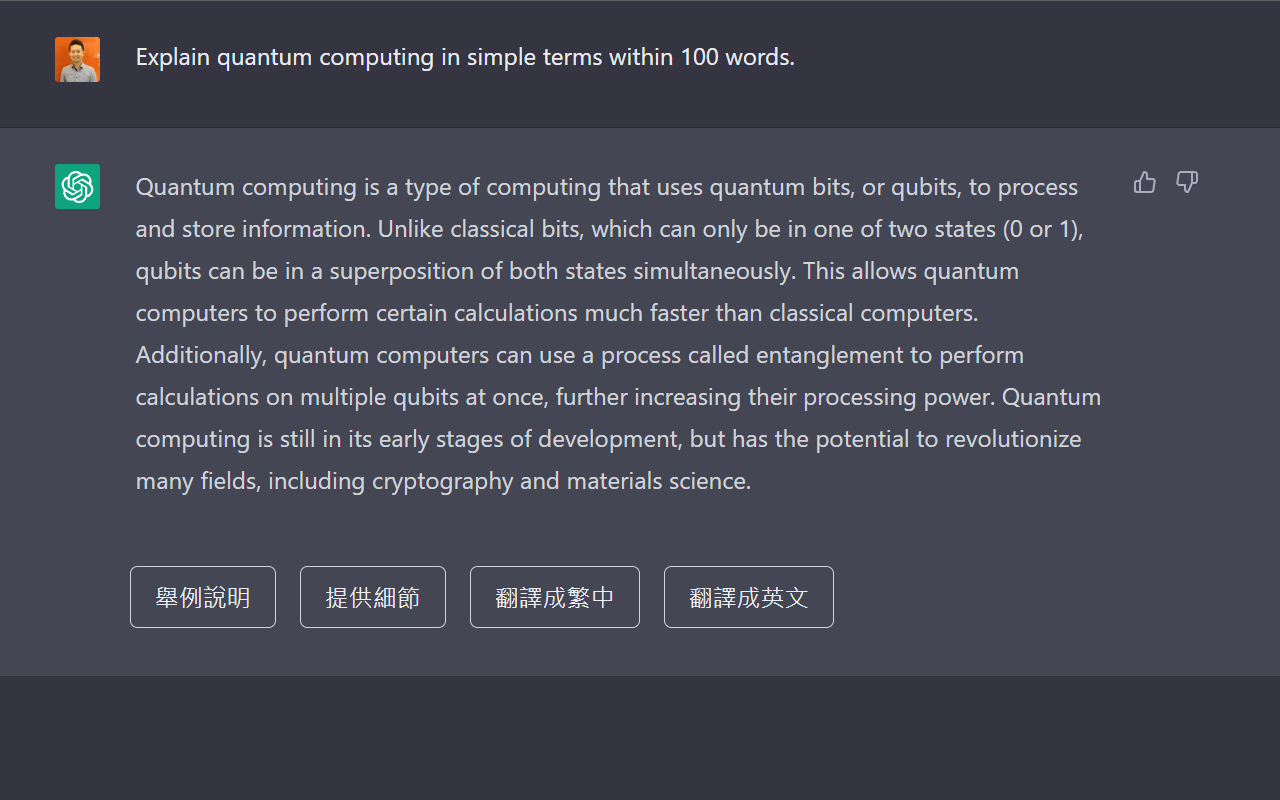 Explain quantum computing in simple terms within 100 words.
Quantum computing is a type of computing that uses quantum bits, or qubits, to process
and store information. Unlike classical bits, which can only be in one of two states (0 or 1),
qubits can be in a superposition of both states simultaneously. This allows quantum
computers to perform certain calculations much faster than classical computers.
Additionally, quantum computers can use a process called entanglement to perform
calculations on multiple qubits at once, further increasing their processing power. Quantum
computing is still in its early stages of development, but has the potential to revolutionize
many fields, including cryptography and materials science.
舉例說明 提供細節 翻譯成繁中 翻譯成英文